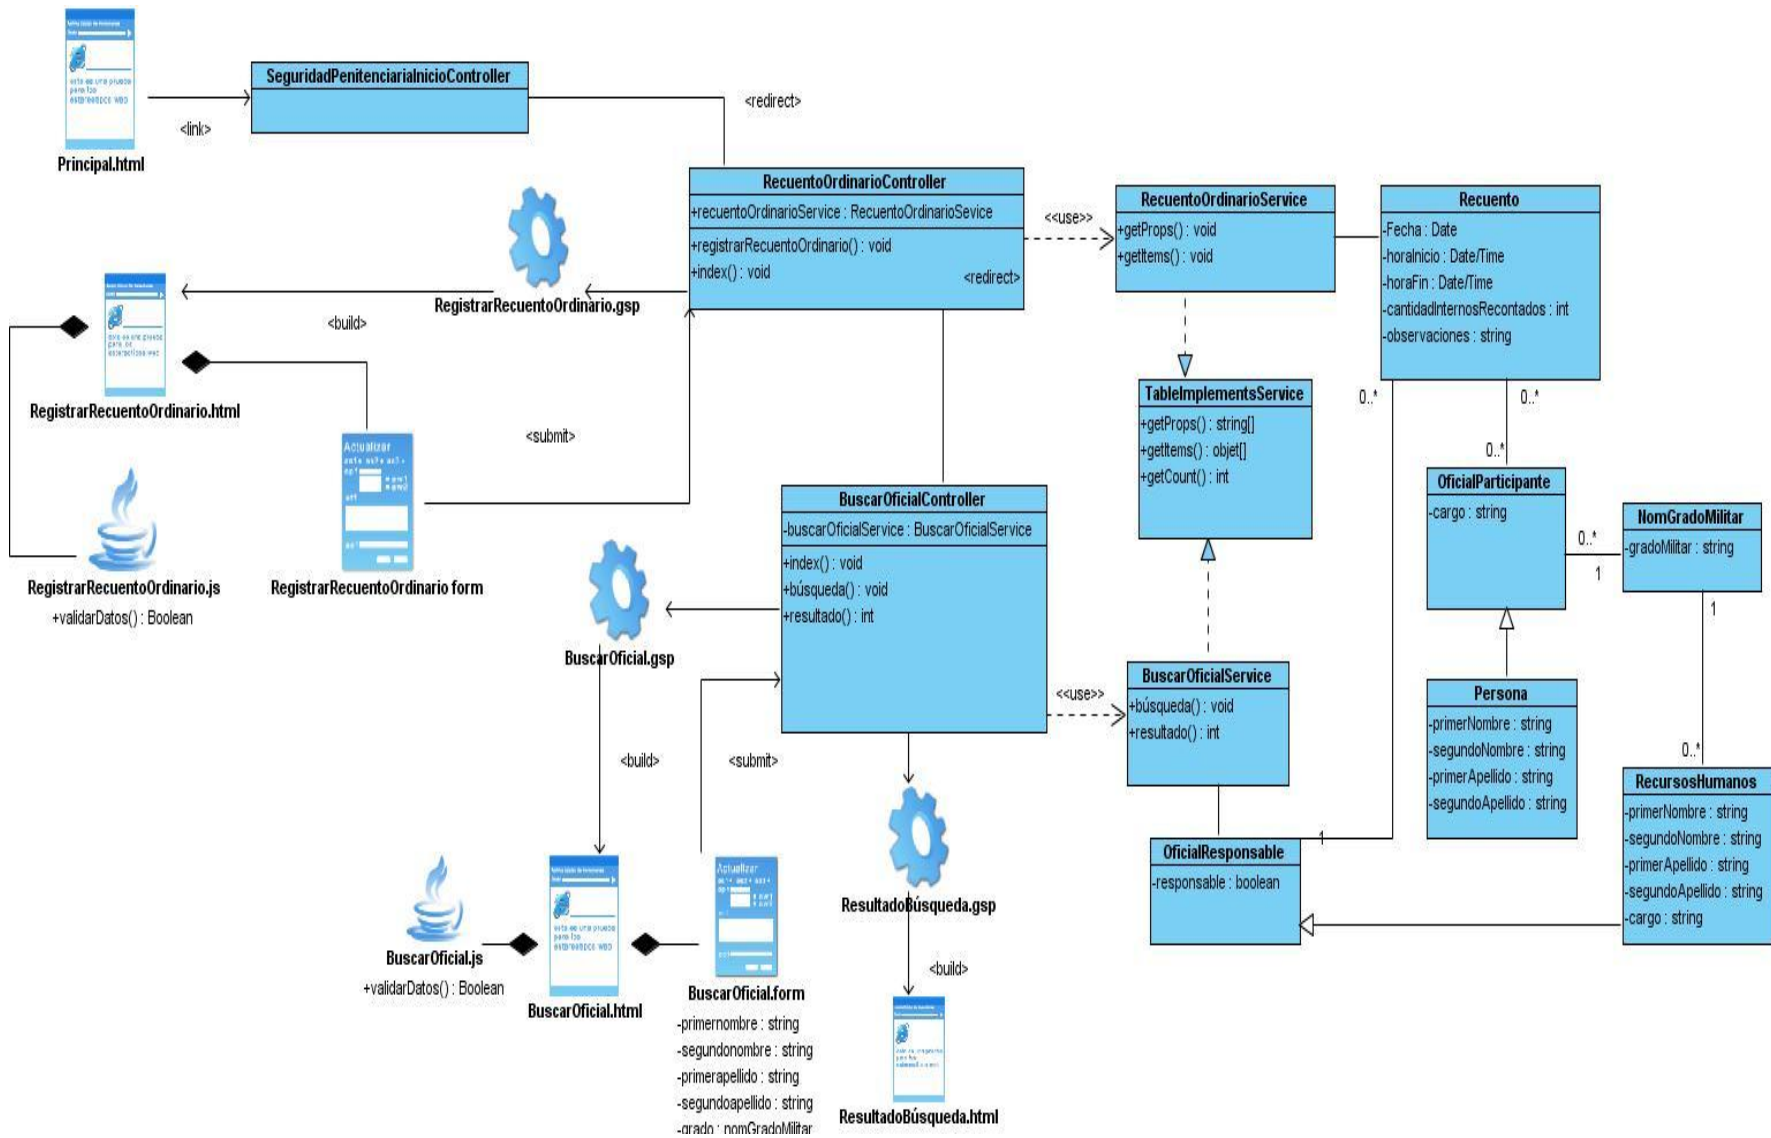 Principal.html
<link>
SeguridadPenitenciariaInicioController
<redirect>
RecuentoOrdinarioController
+recuentoOrdinarioService : RecuentoOrdinarioSevice
+registrarRecuentoOrdinario() : void
+index() : void
<redirect>
<<use>>
RecuentoOrdinarioService
+getProps() : void
+getItems() : void
Recuento
-Fecha : Date
-horaInicio : Date/Time
-horaFin : Date/Time
-cantidadInternosRecontados : int
-observaciones : string
RegistrarRecuentoOrdinario.gsp
<build>
RegistrarRecuentoOrdinario.html
<submit>
Actualizar
RegistrarRecuentoOrdinario.js
+validarDatos() : Boolean
RegistrarRecuentoOrdinario form
TableImplementsService
+getProps() : string[]
+getItems() : objet[]
+getCount() : int
0..*
0..*
0..*
OficialParticipante
-cargo : string
0..*
1
NomGradoMilitar
-gradoMilitar : string
1
0..*
BuscarOficialController
-buscarOficialService : BuscarOficialService
+index() : void
+búsqueda() : void
+resultado() : int
BuscarOficial.gsp
<build>
<submit>
<<use>>
BuscarOficialService
+búsqueda() : void
+resultado() : int
Persona
-primerNombre : string
-segundoNombre : string
-primerApellido : string
-segundoApellido : string
RecursosHumanos
-primerNombre : string
-segundoNombre : string
-primerApellido : string
-segundoApellido : string
-cargo : string
1
OficialResponsable
-responsable : boolean
ResultadoBúsqueda.gsp
<build>
ResultadoBúsqueda.html
BuscarOficial.js
+validarDatos() : Boolean
BuscarOficial.html
Actualizar
BuscarOficial.form
-primernombre : string
-segundonombre : string
-primerapellido : string
-segundoapellido : string
-grado : nomGradoMilitar